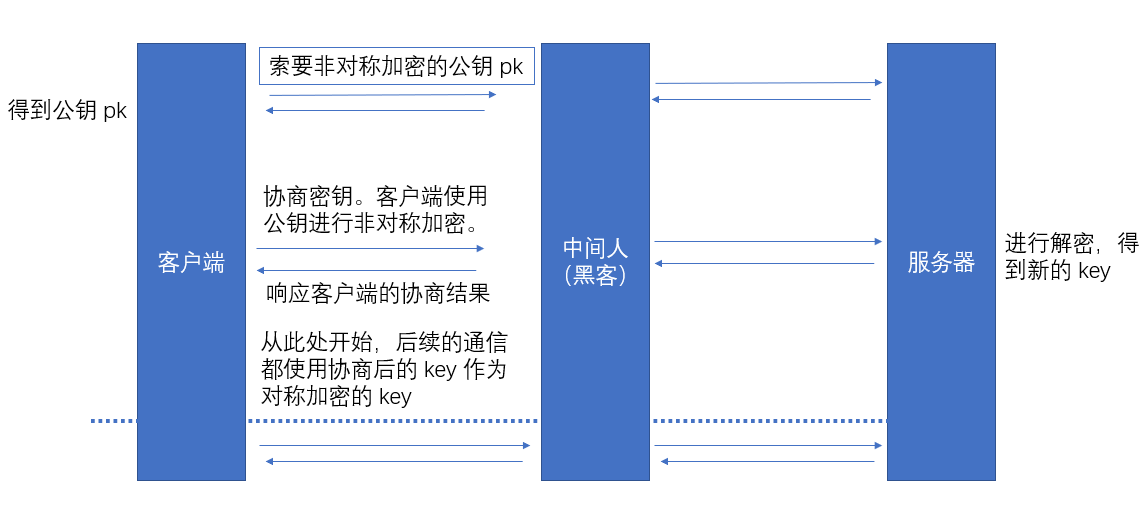 索要非对称加密的公钥 pk
得到公钥 pk
协商密钥。客户端使用
公钥进行非对称加密。
客户端
中间人
（黑客）
服务器
进行解密，得
到新的 key
响应客户端的协商结果
从此处开始，后续的通信
都使用协商后的 key 作为
对称加密的 key